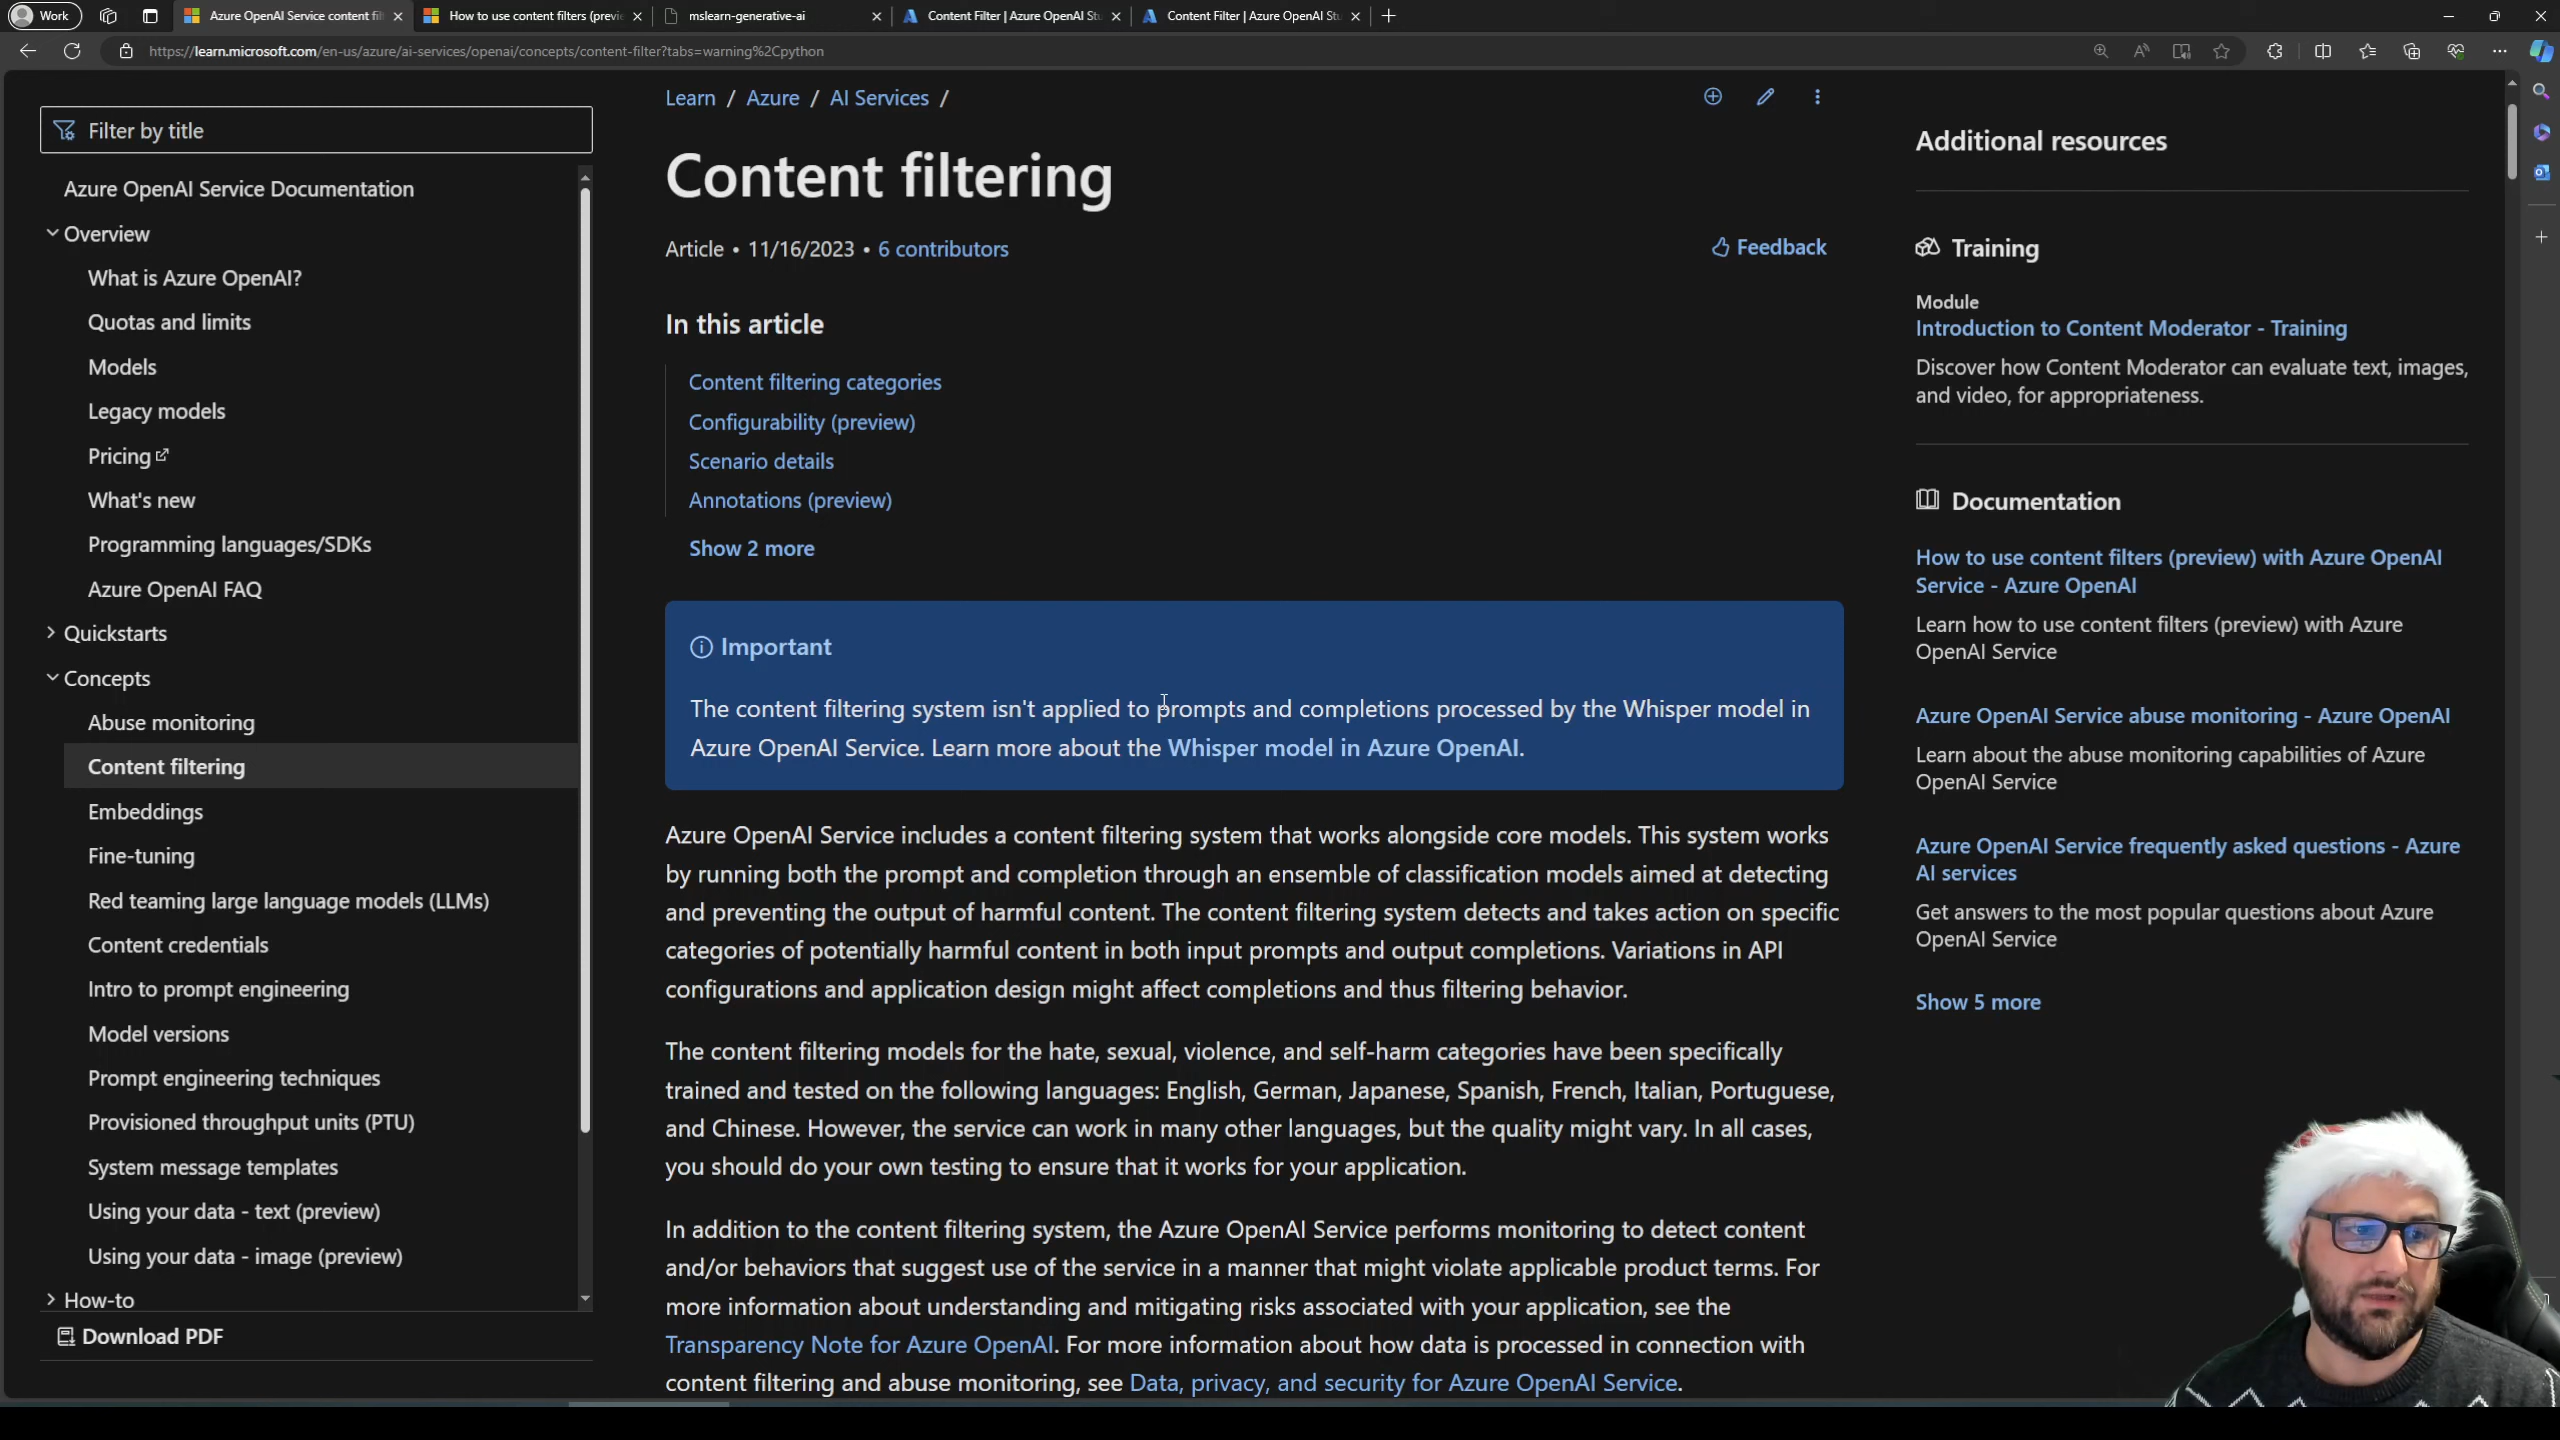 Work
Azure OpenAI Service content fil
How to use content filters (previe
mslearn-generative-ai
Content Filter | Azure OpenAI Stu
Content Filter | Azure OpenAI Stu
https://learn.microsoft.com/en-us/azure/ai-services/openai/concepts/content-filter?tabs=warning%2Cpython
Filter by title
Azure OpenAI Service Documentation
Overview
What is Azure OpenAI?
Quotas and limits
Models
Legacy models
Pricing
What's new
Programming languages/SDKs
Azure OpenAI FAQ
Quickstarts
Concepts
Abuse monitoring
Content filtering
Embeddings
Fine-tuning
Red teaming large language models (LLMs)
Content credentials
Intro to prompt engineering
Model versions
Prompt engineering techniques
Provisioned throughput units (PTU)
System message templates
Using your data - text (preview)
Using your data - image (preview)
How-to
Download PDF
Learn / Azure / AI Services /
Content filtering
Article • 11/16/2023 • 6 contributors
Feedback
In this article
Content filtering categories
Configurability (preview)
Scenario details
Annotations (preview)
Show 2 more
Important
The content filtering system isn't applied to prompts and completions processed by the Whisper model in
Azure OpenAI Service. Learn more about the Whisper model in Azure OpenAI.
Azure OpenAI Service includes a content filtering system that works alongside core models. This system works
by running both the prompt and completion through an ensemble of classification models aimed at detecting
and preventing the output of harmful content. The content filtering system detects and takes action on specific
categories of potentially harmful content in both input prompts and output completions. Variations in API
configurations and application design might affect completions and thus filtering behavior.
The content filtering models for the hate, sexual, violence, and self-harm categories have been specifically
trained and tested on the following languages: English, German, Japanese, Spanish, French, Italian, Portuguese,
and Chinese. However, the service can work in many other languages, but the quality might vary. In all cases,
you should do your own testing to ensure that it works for your application.
In addition to the content filtering system, the Azure OpenAI Service performs monitoring to detect content
and/or behaviors that suggest use of the service in a manner that might violate applicable product terms. For
more information about understanding and mitigating risks associated with your application, see the
Transparency Note for Azure OpenAI. For more information about how data is processed in connection with
content filtering and abuse monitoring, see Data, privacy, and security for Azure OpenAI Service.
Additional resources
Training
Module
Introduction to Content Moderator - Training
Discover how Content Moderator can evaluate text, images,
and video, for appropriateness.
Documentation
How to use content filters (preview) with Azure OpenAI
Service - Azure OpenAI
Learn how to use content filters (preview) with Azure
OpenAI Service
Azure OpenAI Service abuse monitoring - Azure OpenAI
Learn about the abuse monitoring capabilities of Azure
OpenAI Service
Azure OpenAI Service frequently asked questions - Azure
AI services
Get answers to the most popular questions about Azure
OpenAI Service
Show 5 more